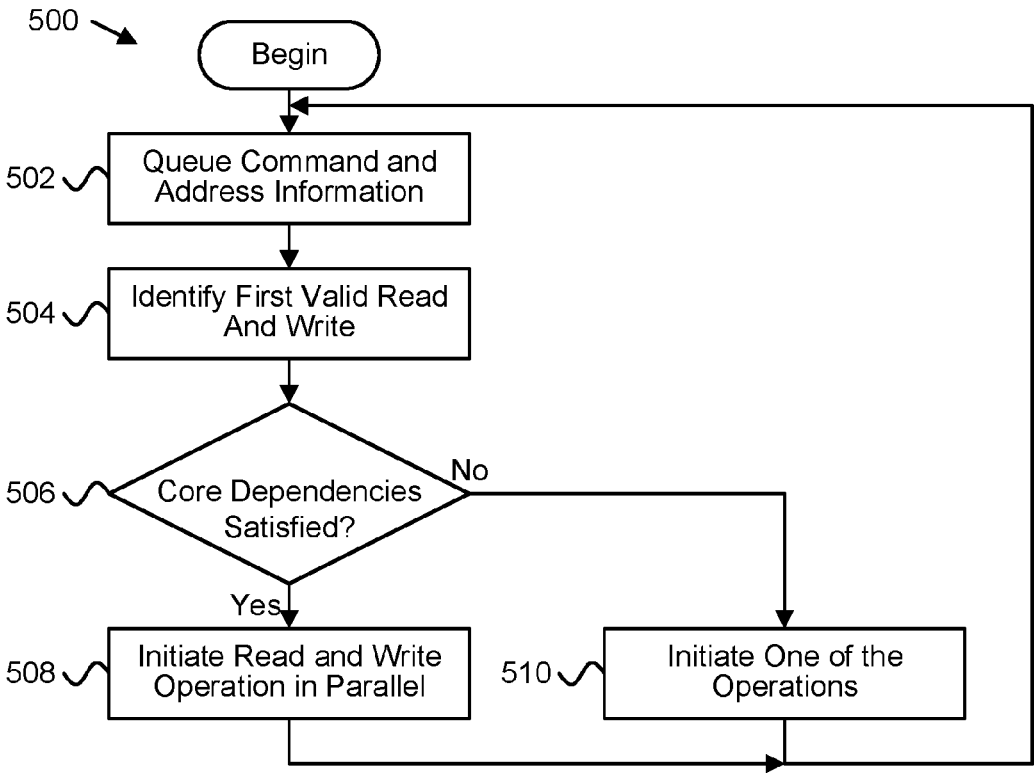 500
Begin
502
Queue Command and
Address Information
504
Identify First Valid Read
And Write
506
Core Dependencies
Satisfied?
No
Yes
508
Initiate Read and Write
Operation in Parallel
510
Initiate One of the
Operations